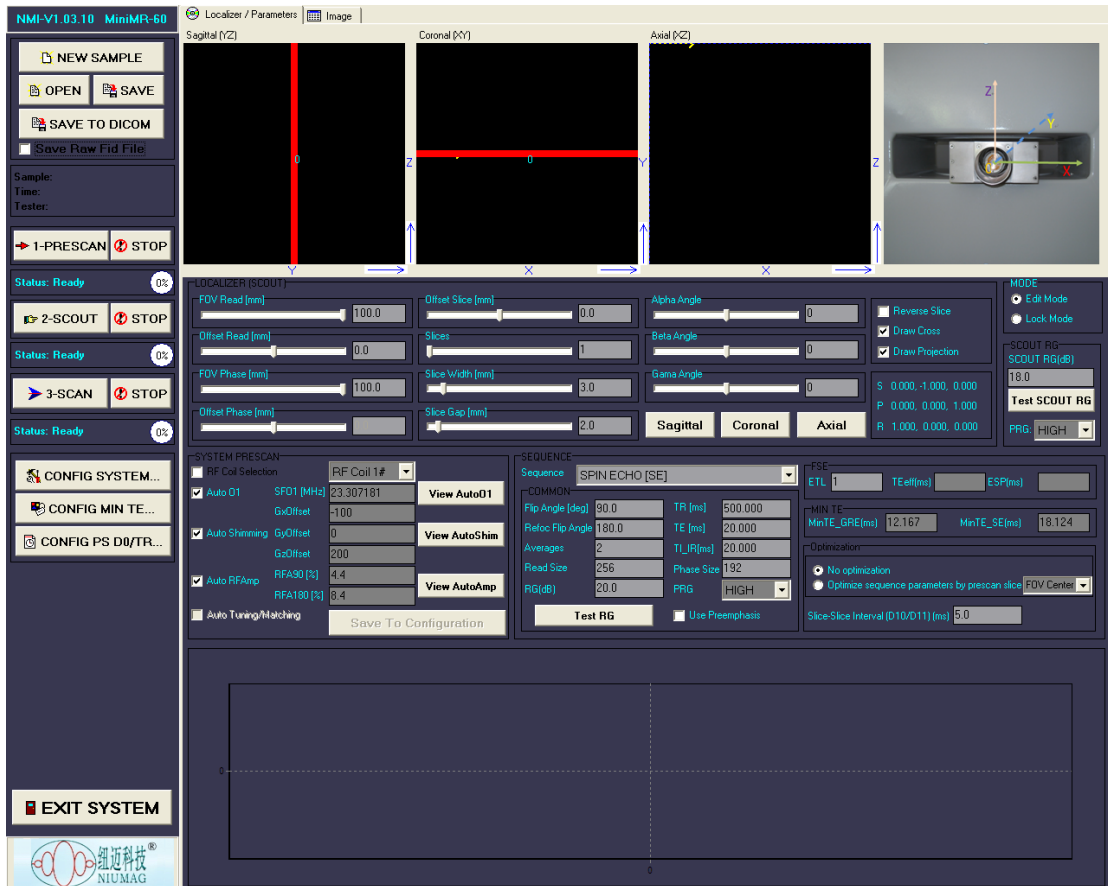 NMI-V1.03.10 MiniMR-60
NEW SAMPLE
OPEN SAVE
SAVE TO DICOM
Save Raw Fid File
Sample:
Time:
Tester:
1-PRESCAN STOP
Status: Ready 0%
2-SCOUT STOP
Status: Ready 0%
3-SCAN STOP
Status: Ready 0%
CONFIG SYSTEM...
CONFIG MIN TE...
CONFIG PS D0/TR...
EXIT SYSTEM
纽迈科技®
NIUMAG
Localizer / Parameters Image
Sagittal (YZ) Coronal (XY) Axial (XZ)
0 Z 0 Y Z
Y X X
Z
Y
X
LOCALIZER (SCOUT)
FOV Read [mm] 100.0
Offset Read [mm] 0.0
FOV Phase [mm] 100.0
Offset Phase [mm]
Offset Slice [mm] 0.0
Slices 1
Slice Width [mm] 3.0
Slice Gap [mm] 2.0
Alpha Angle 0
Beta Angle 0
Gama Angle 0
Sagittal Coronal Axial
Reverse Slice
Draw Cross
Draw Projection
S 0.000,-1.000, 0.000
P 0.000, 0.000, 1.000
R 1.000, 0.000, 0.000
MODE
Edit Mode
Lock Mode
SCOUT RG
SCOUT RG(dB)
18.0
Test SCOUT RG
PRG: HIGH
SYSTEM PRESCAN
RF Coil Selection RF Coil 1#
Auto O1 SFO1 [MHz] 23.307181 View AutoO1
GxOffset -100
Auto Shimming GyOffset 0 View AutoShim
GzOffset 200
Auto RFAmp RFA90 [%] 4.4 View AutoAmp
RFA180 [%] 8.4
Auto Tuning/Matching Save To Configuration
SEQUENCE
Sequence SPIN ECHO [SE]
COMMON
Flip Angle [deg] 90.0 TR [ms] 500.000
Refoc Flip Angle 180.0 TE [ms] 20.000
Averages 2 TI_IR[ms] 20.000
Read Size 256 Phase Size 192
RG(dB) 20.0 PRG HIGH
Test RG Use Preemphasis
FSE
ETL 1 TEeff(ms) ESP(ms)
MIN TE
MinTE_GRE(ms) 12.167 MinTE_SE(ms) 18.124
Optimization
No optimization
Optimize sequence parameters by prescan slice FOV Center
Slice-Slice Interval (D10/D11) (ms) 5.0
0
0